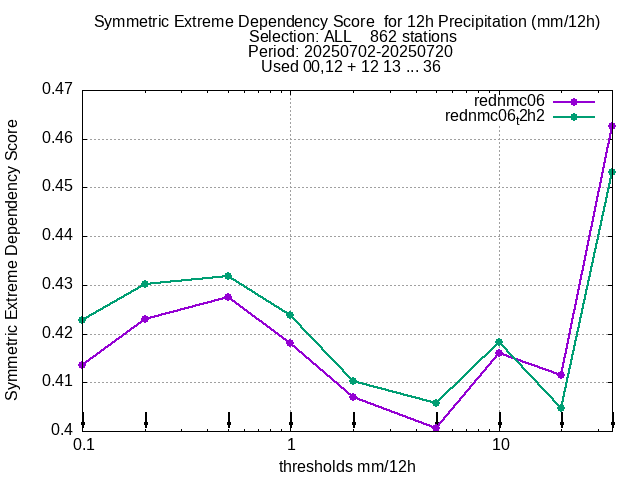 Symmetric Extreme Dependency Score  for 12h Precipitation (mm/12h)
Selection: ALL    862 stations
Period: 20250702-20250720
Used 00,12 + 12 13 ... 36
rednmc06
rednmc06t2h2
Symmetric Extreme Dependency Score
0.47
0.46
0.45
0.44
0.43
0.42
0.41
0.4
0.1
1
10
thresholds mm/12h